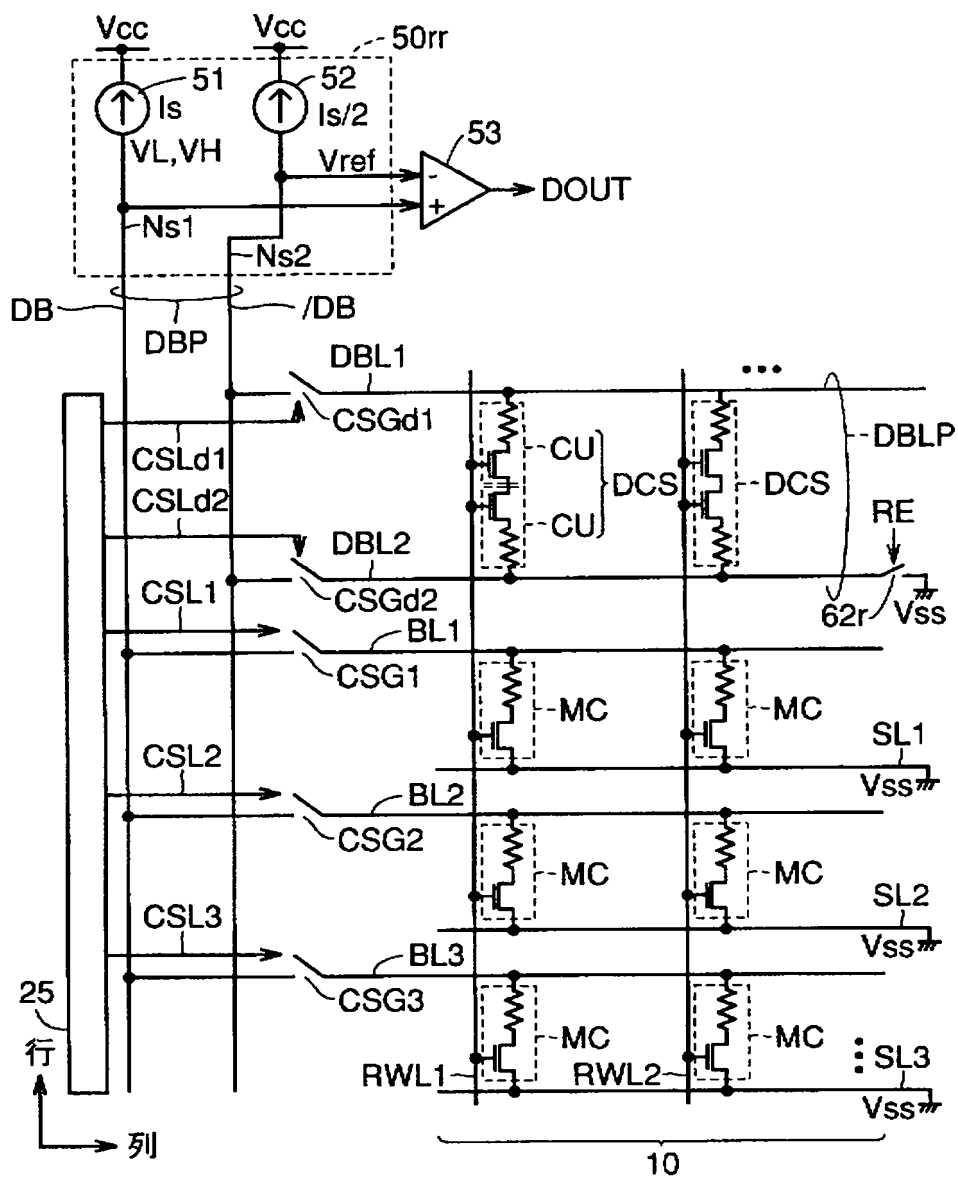 Vcc
Vcc
50rr
51
52
Is
Is/2
VL,VH
Vref
53
-
+
DOUT
Ns1
Ns2
DB
/DB
DBP
DBL1
CSGd1
CSLd1
CSLd2
CU
DCS
DCS
DBLP
CU
RE
DBL2
CSL1
CSGd2
62r
Vss
BL1
CSG1
MC
MC
CSL2
SL1
Vss
BL2
CSG2
MC
MC
CSL3
SL2
Vss
BL3
25
CSG3
MC
MC
行
RWL1
RWL2
SL3
Vss
列
10